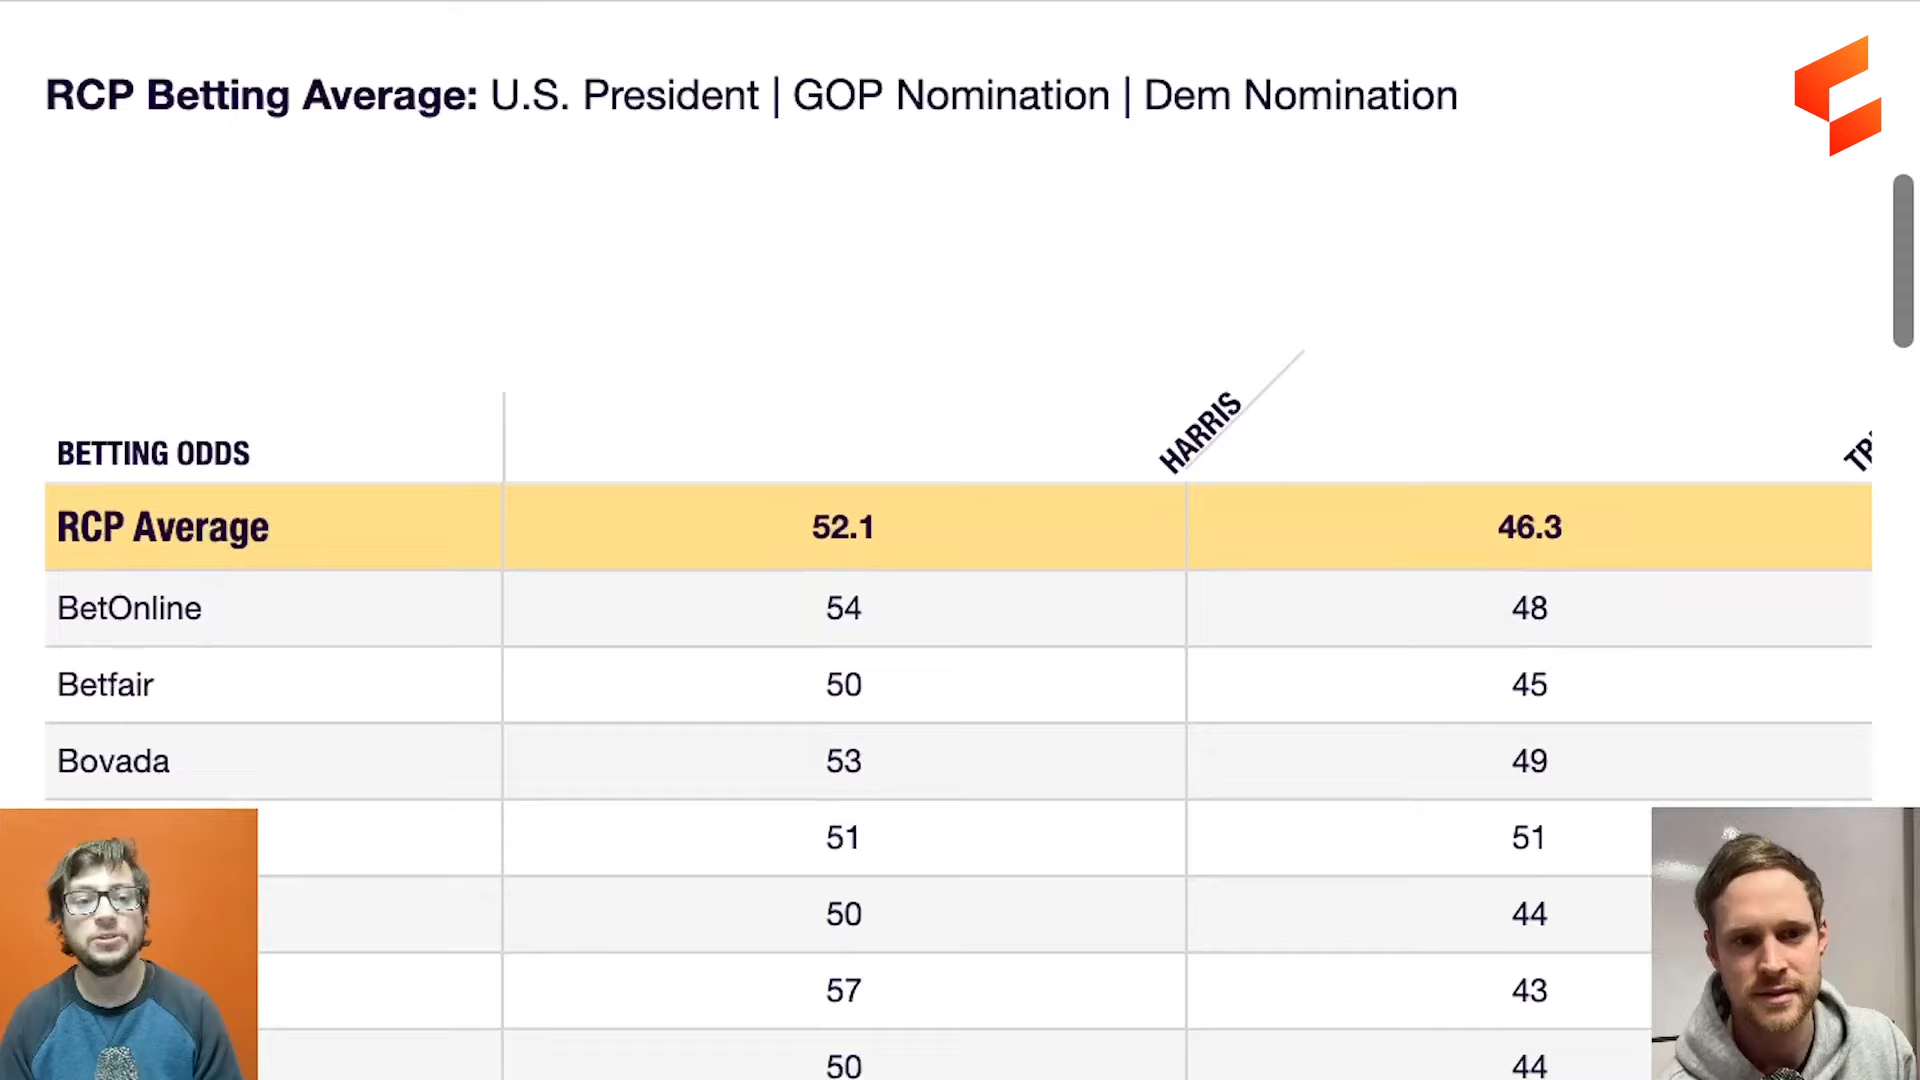 RCP Betting Average: U.S. President | GOP Nomination | Dem Nomination
HARRIS
BETTING ODDS
RCP Average 52.1 46.3
BetOnline 54 48
Betfair 50 45
Bovada 53 49
51 51
50 44
57 43
50 44